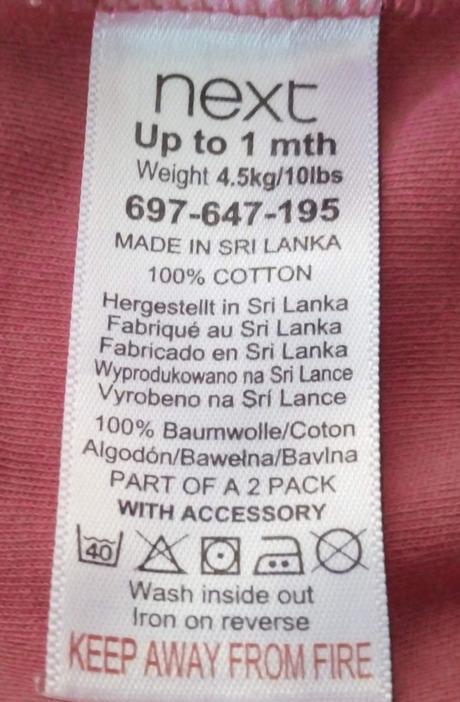 next
Up to 1 mth
Weight 4.5kg/10lbs
697-647-195
MADE IN SRI LANKA
100% COTTON
Hergestellt in Sri Lanka
Fabriqué au Sri Lanka
Fabricado en Sri Lanka
Wyprodukowano na Sri Lance
Vyrobeno na Srí Lance
100% Baumwolle/Coton
Algodón/Bawełna/Bavlna
PART OF A 2 PACK
WITH ACCESSORY
40
Wash inside out
Iron on reverse
KEEP AWAY FROM FIRE